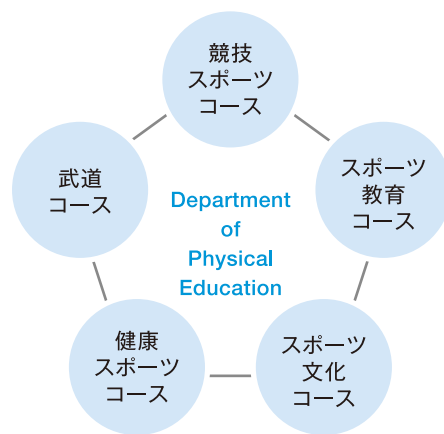 競技
スポーツ
コース
武道
コース
スポーツ
教育
コース
Department
of
Physical
Education
健康
スポーツ
コース
スポーツ
文化
コース